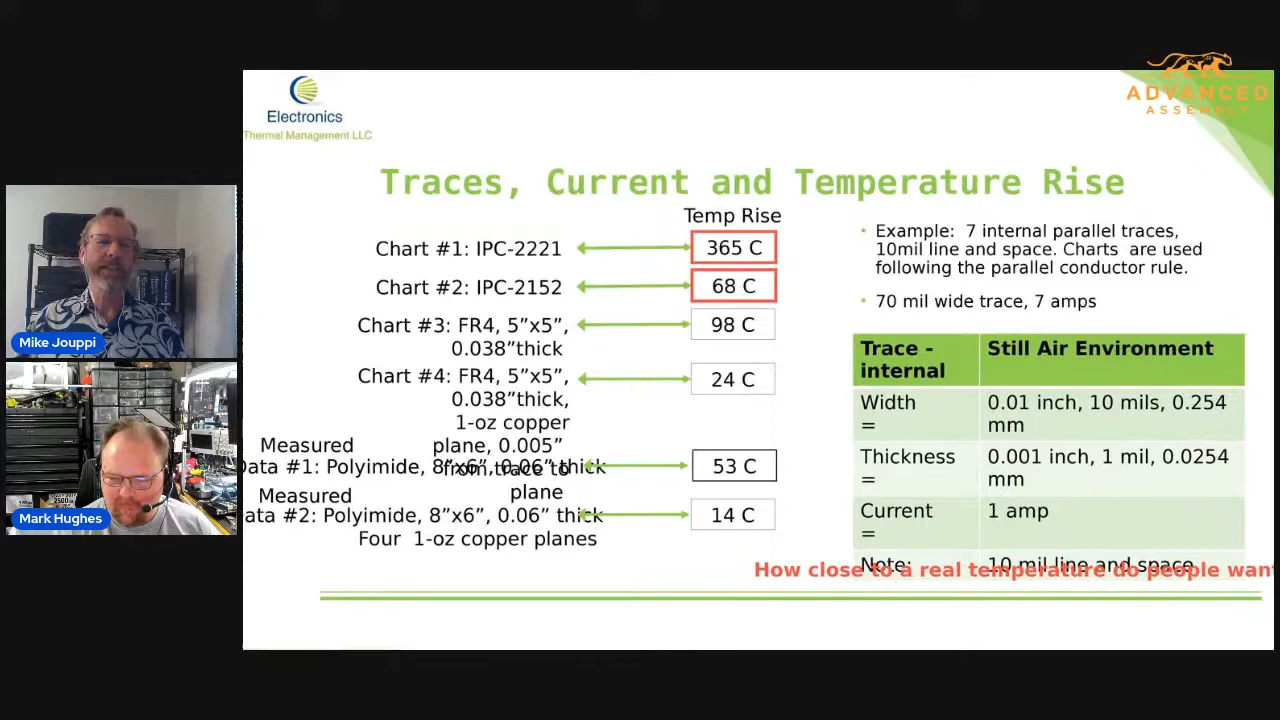 ADVANCED
ASSEMBLY
Electronics
Thermal Management LLC
Traces, Current and Temperature Rise
Temp Rise
Chart #1: IPC-2221
365 C
Chart #2: IPC-2152
68 C
Chart #3: FR4, 5”x5”,
0.038”thick
98 C
Chart #4: FR4, 5”x5”,
0.038”thick,
1-oz copper
plane, 0.005”
from trace to
plane
24 C
Measured
Data #1: Polyimide, 8”x6”, 0.06” thick
53 C
Measured
ata #2: Polyimide, 8”x6”, 0.06” thick
Four 1-oz copper planes
14 C
• Example: 7 internal parallel traces,
10mil line and space. Charts are used
following the parallel conductor rule.
• 70 mil wide trace, 7 amps
Trace -
internal
Still Air Environment
Width
=
0.01 inch, 10 mils, 0.254
mm
Thickness
=
0.001 inch, 1 mil, 0.0254
mm
Current
=
1 amp
Note:
10 mil line and space
How close to a real temperature do people want
Mike Jouppi
Mark Hughes